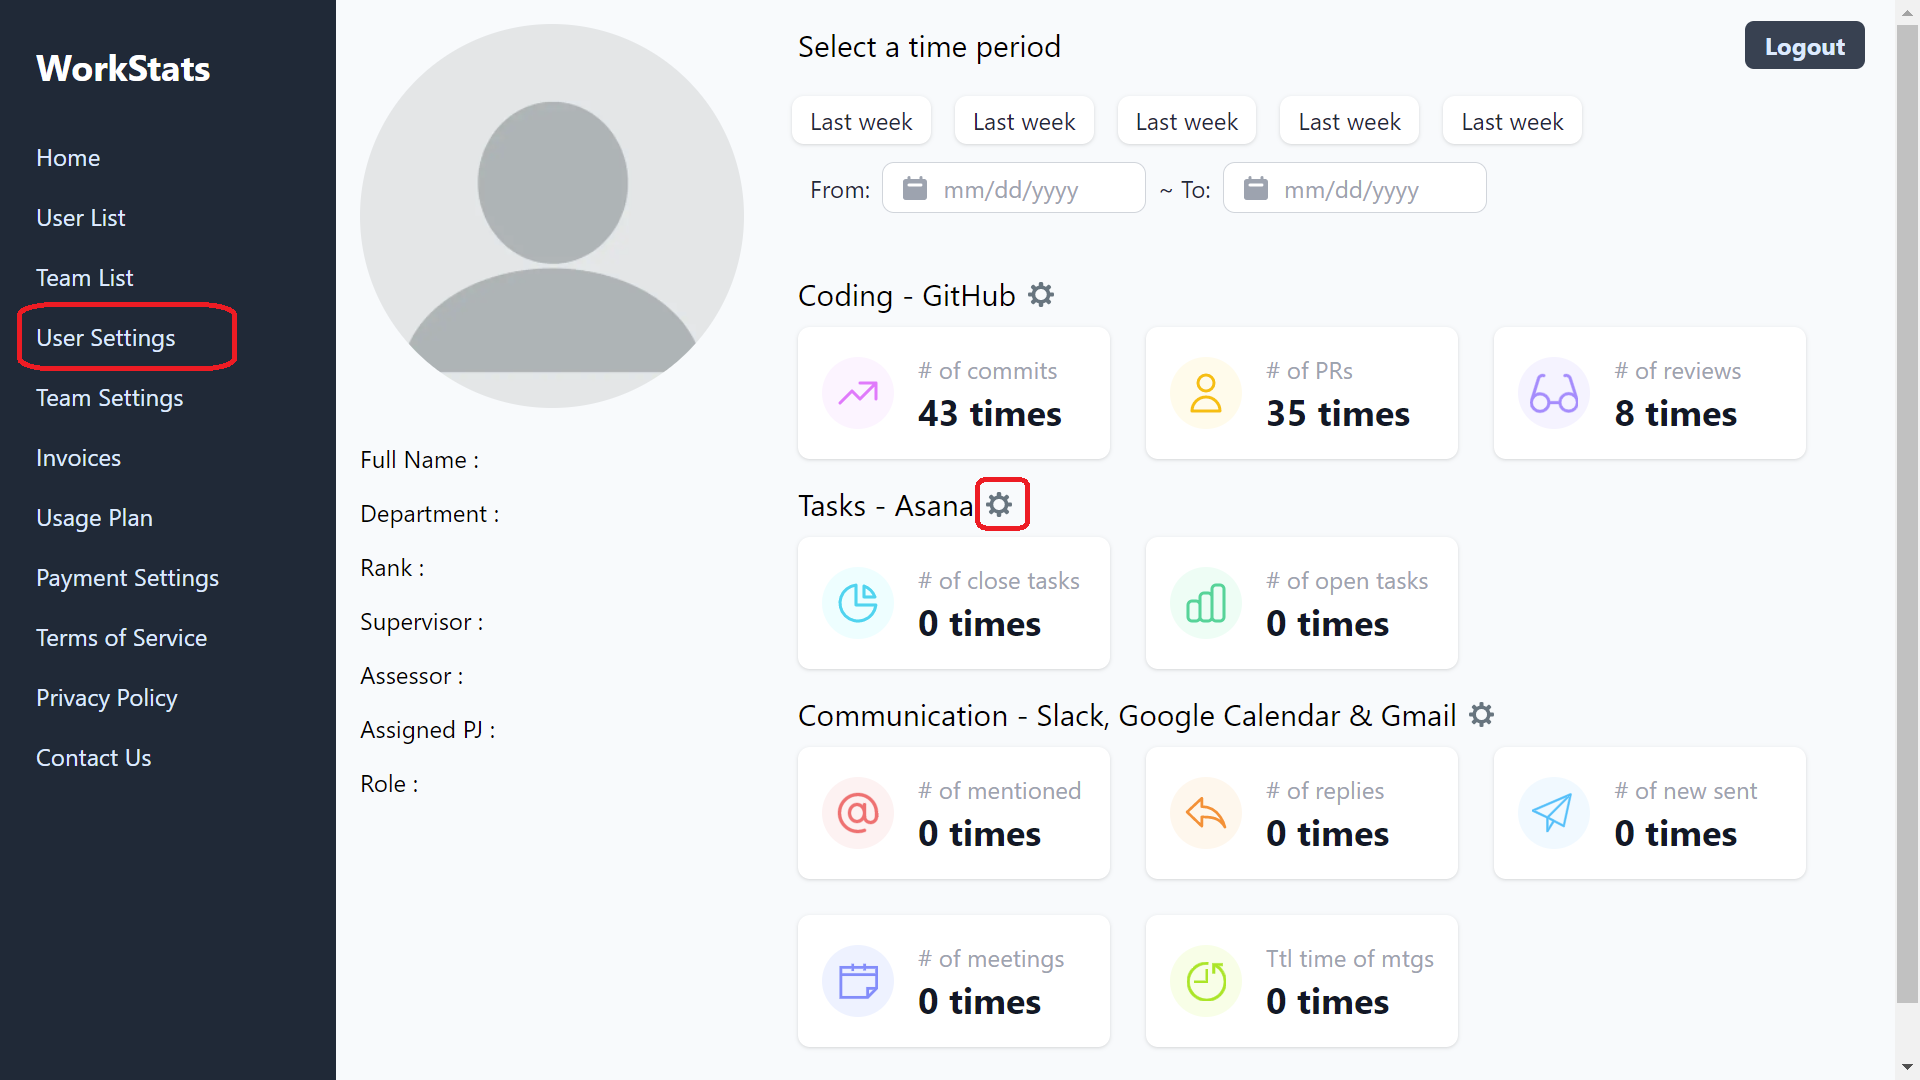 WorkStats
Home
User List
Team List
User Settings
Team Settings
Invoices
Usage Plan
Payment Settings
Terms of Service
Privacy Policy
Contact Us
Full Name :
Department :
Rank :
Supervisor :
Assessor :
Assigned PJ :
Role :
Select a time period
Logout
Last week Last week Last week Last week Last week
From: mm/dd/yyyy ~ To: mm/dd/yyyy
Coding - GitHub
# of commits
43 times
# of PRs
35 times
# of reviews
8 times
Tasks - Asana
# of close tasks
0 times
# of open tasks
0 times
Communication - Slack, Google Calendar & Gmail
# of mentioned
0 times
# of replies
0 times
# of new sent
0 times
# of meetings
0 times
Ttl time of mtgs
0 times